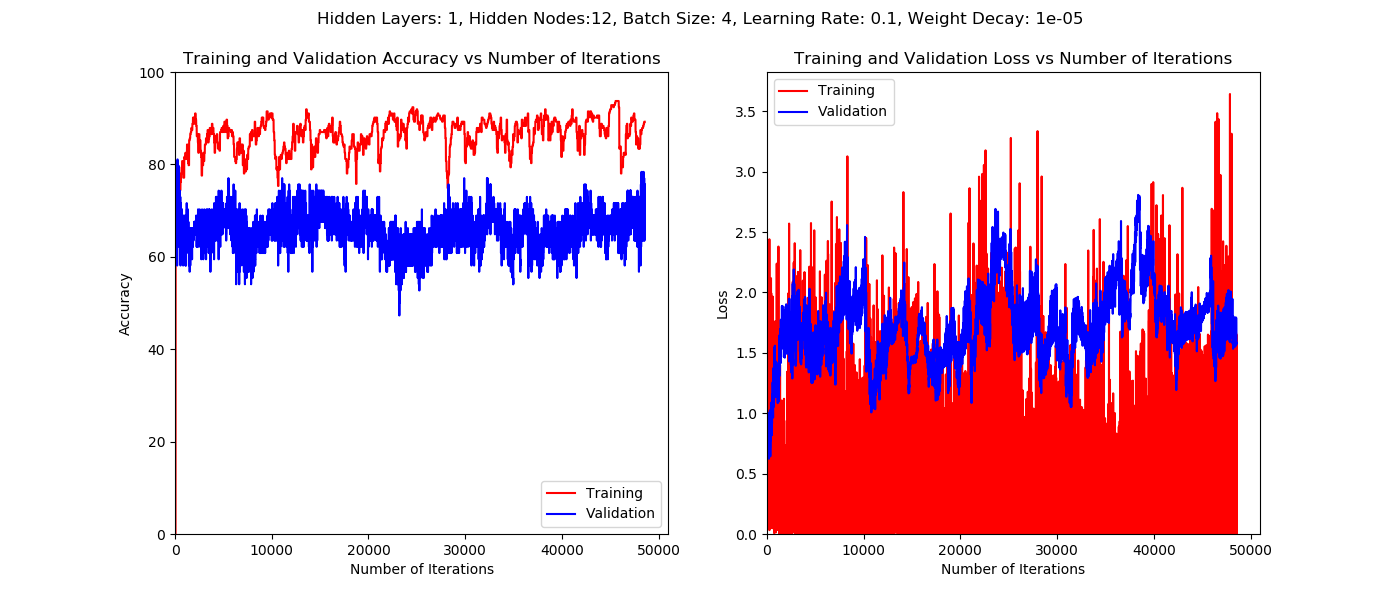 Hidden Layers: 1, Hidden Nodes:12, Batch Size: 4, Learning Rate: 0.1, Weight Decay: 1e-05
Training and Validation Accuracy vs Number of Iterations
100
80
60
40
20
0
Accuracy
0 10000 20000 30000 40000 50000
Number of Iterations
Training
Validation
Training and Validation Loss vs Number of Iterations
Training
Validation
3.5
3.0
2.5
2.0
1.5
1.0
0.5
0.0
Loss
0 10000 20000 30000 40000 50000
Number of Iterations